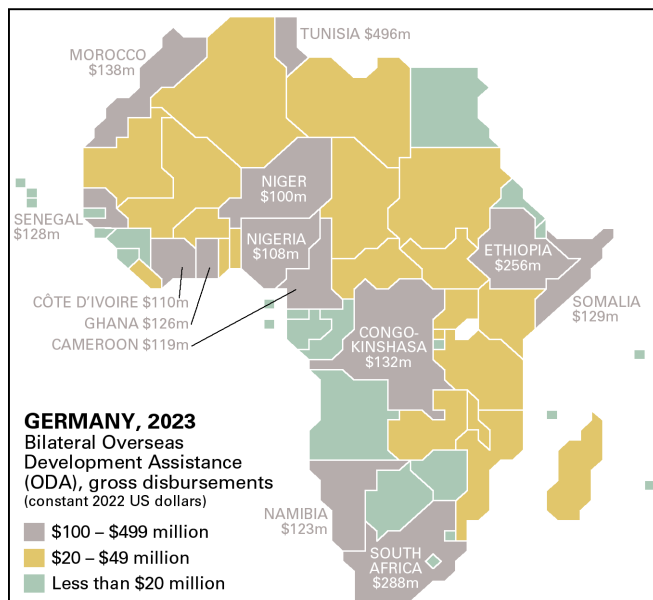 TUNISIA $496m
MOROCCO
$138m
NIGER
$100m
SENEGAL
$128m
NIGERIA
$108m
ETHIOPIA
$256m
SOMALIA
$129m
CÔTE D'IVOIRE $110m
GHANA $126m
CAMEROON $119m
CONGO-
KINSHASA
$132m
GERMANY, 2023
Bilateral Overseas
Development Assistance
(ODA), gross disbursements
(constant 2022 US dollars)
NAMIBIA
$123m
$100 – $499 million
$20 – $49 million
Less than $20 million
SOUTH
AFRICA
$288m